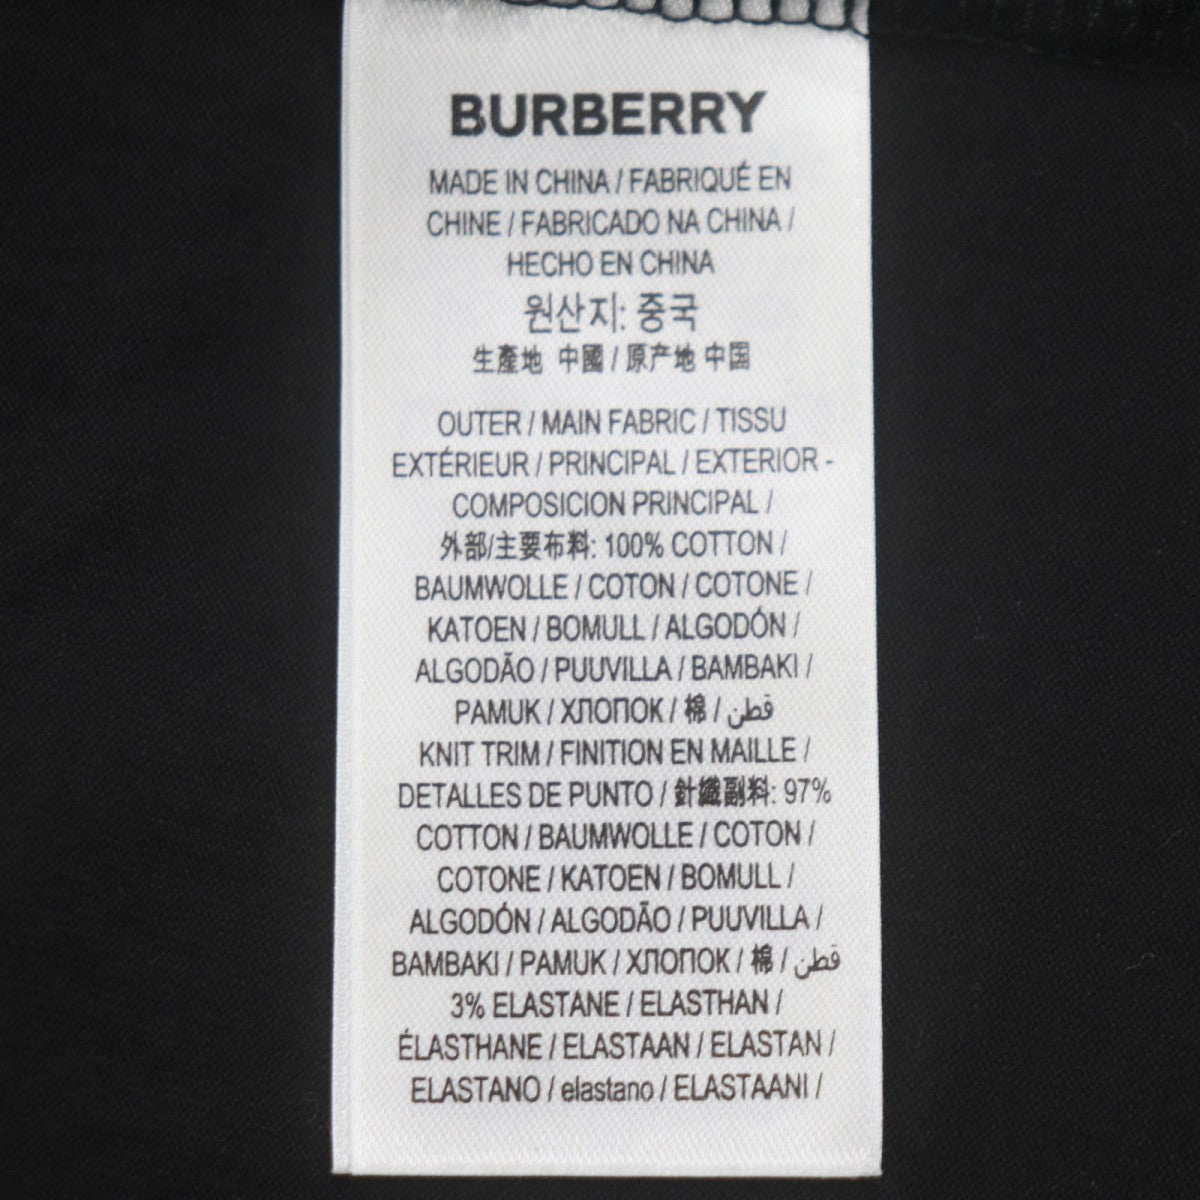 BURBERRY
MADE IN CHINA / FABRIQUÉ EN
CHINE / FABRICADO NA CHINA /
HECHO EN CHINA
원산지: 중국
生產地 中國 / 原产地 中国
OUTER / MAIN FABRIC / TISSU
EXTÉRIEUR / PRINCIPAL / EXTERIOR -
COMPOSICION PRINCIPAL /
外部/主要布料: 100% COTTON /
BAUMWOLLE / COTON / COTONE /
KATOEN / BOMULL / ALGODÓN /
ALGODÃO / PUUVILLA / BAMBAKI /
PAMUK / ХЛОПОК / 棉 / قطن
KNIT TRIM / FINITION EN MAILLE /
DETALLES DE PUNTO / 針織副料: 97%
COTTON / BAUMWOLLE / COTON /
COTONE / KATOEN / BOMULL /
ALGODÓN / ALGODÃO / PUUVILLA /
BAMBAKI / PAMUK / ХЛОПОК / 棉 / قطن
3% ELASTANE / ELASTHAN /
ÉLASTHANE / ELASTAAN / ELASTAN /
ELASTANO / elastano / ELASTAANI /